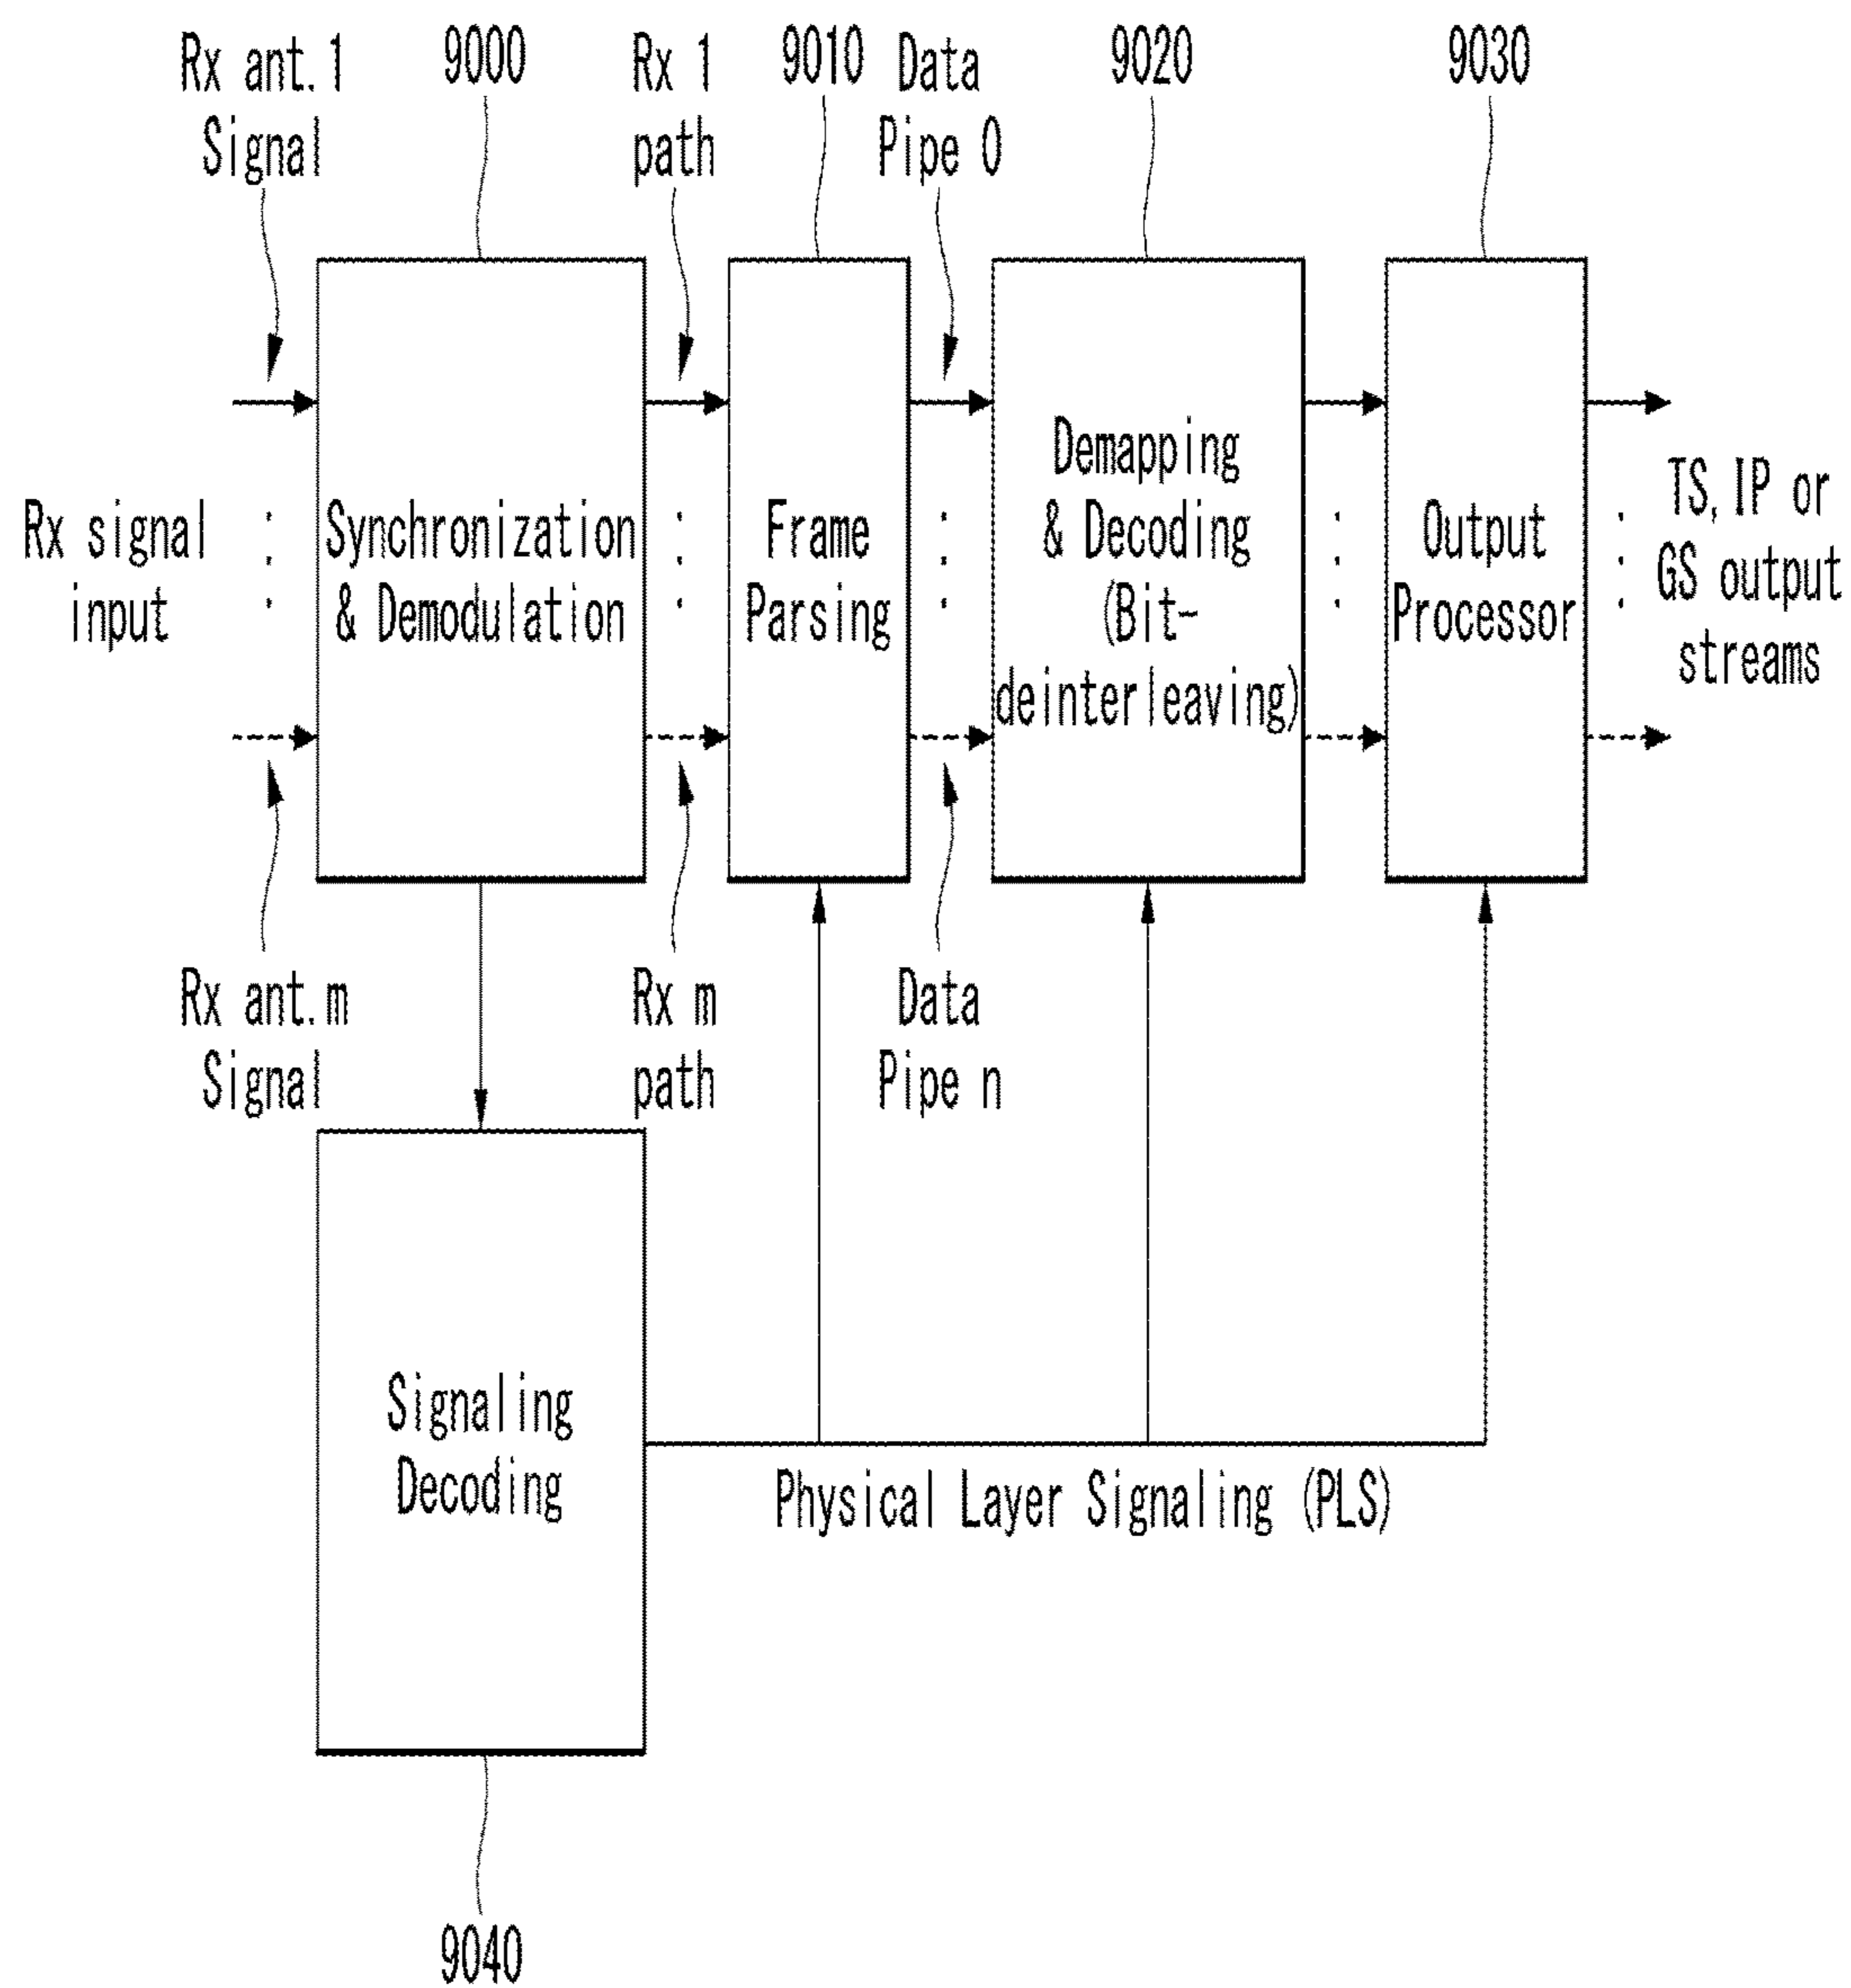 Rx ant.1
Signal
9000
Rx 1
path
9010
Data
Pipe 0
9020
9030
Rx signal
input
Synchronization
& Demodulation
Frame
Parsing
Demapping
& Decoding
(Bit-
deinterleaving)
Output
Processor
TS, IP or
GS output
streams
Rx ant.m
Signal
Rx m
path
Data
Pipe n
Signaling
Decoding
Physical Layer Signaling (PLS)
9040